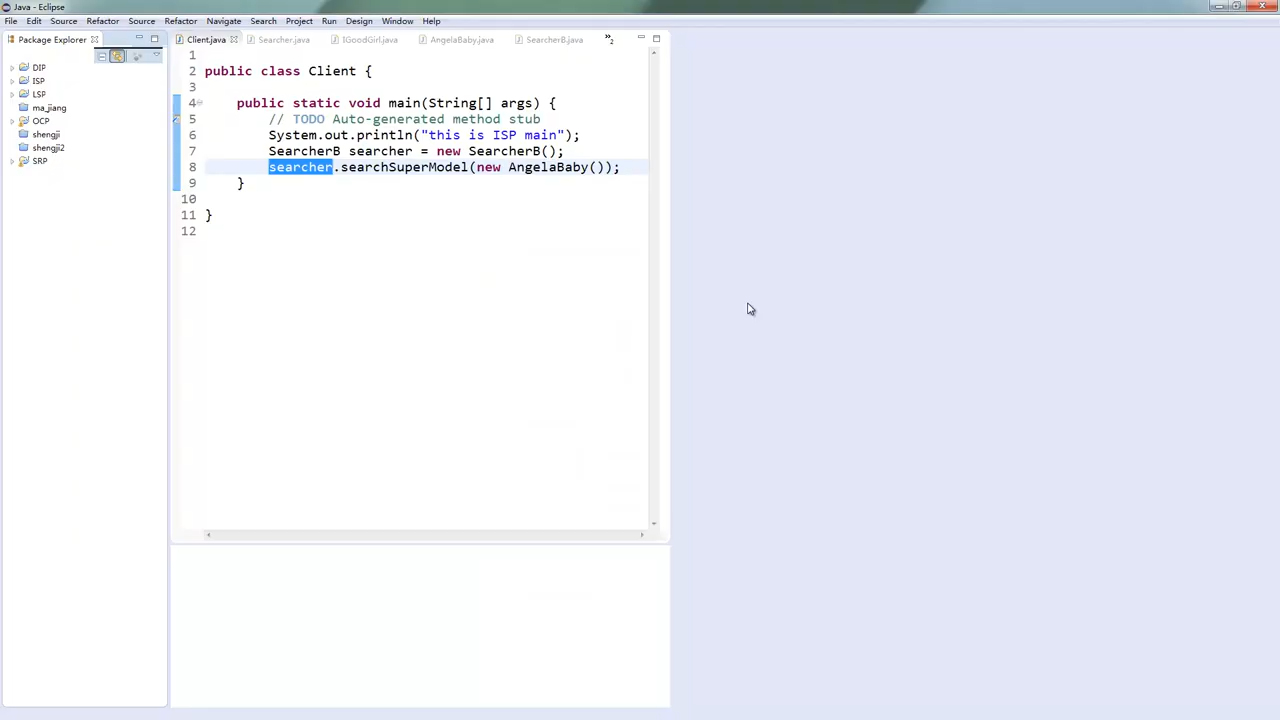 Java - Eclipse
File Edit Source Refactor Source Refactor Navigate Search Project Run Design Window Help
Package Explorer
Client.java Searcher.java IGoodGirl.java AngelaBaby.java SearcherB.java »2
DIP
ISP
LSP
ma_jiang
OCP
shengji
shengji2
SRP
1
2 public class Client {
3
4 public static void main(String[] args) {
5 // TODO Auto-generated method stub
6 System.out.println("this is ISP main");
7 SearcherB searcher = new SearcherB();
8 searcher.searchSuperModel(new AngelaBaby());
9 }
10
11 }
12